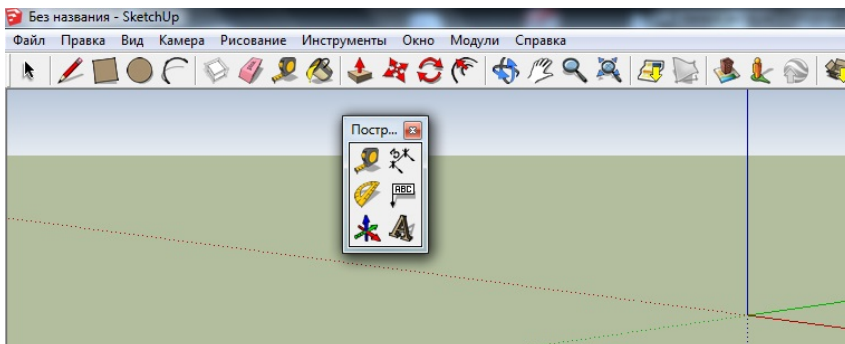 Без названия - SketchUp
Файл Правка Вид Камера Рисование Инструменты Окно Модули Справка
Постр...
ABC
A